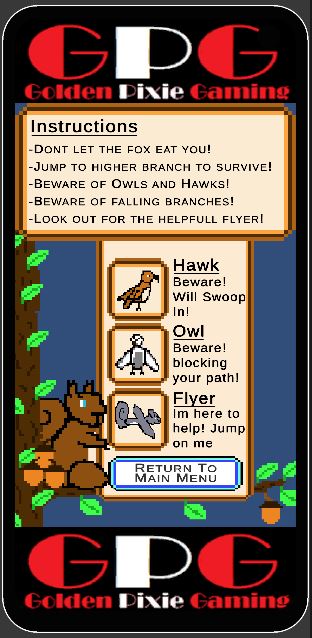 GPG
Golden Pixie Gaming
Instructions
-DONT LET THE FOX EAT YOU!
-JUMP TO HIGHER BRANCH TO SURVIVE!
-BEWARE OF OWLS AND HAWKS!
-BEWARE OF FALLING BRANCHES!
-LOOK OUT FOR THE HELPFULL FLYER!
Hawk
Beware!
Will Swoop
In!
Owl
Beware!
blocking
your path!
Flyer
Im here to
help! Jump
on me
RETURN TO
MAIN MENU
GPG
Golden Pixie Gaming